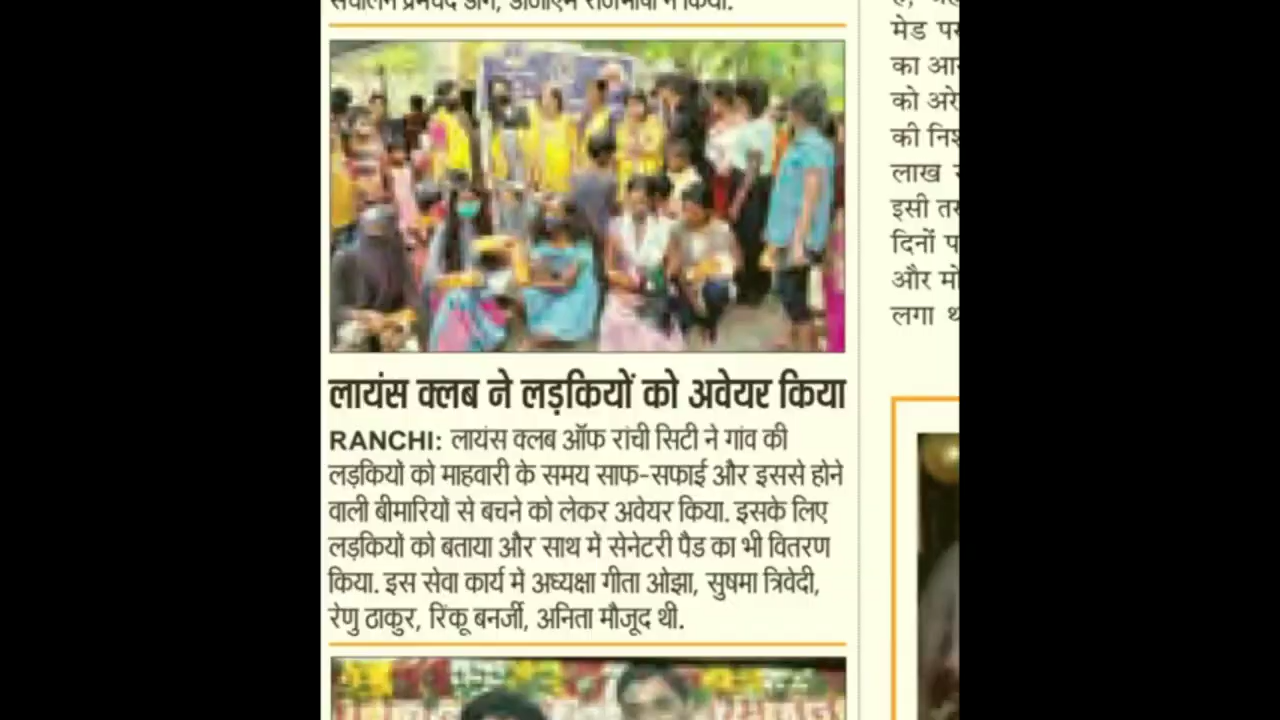 लायंस क्लब ने लड़कियों को अवेयर किया
RANCHI: लायंस क्लब ऑफ रांची सिटी ने गांव की
लड़कियों को माहवारी के समय साफ-सफाई और इससे होने
वाली बीमारियों से बचने को लेकर अवेयर किया. इसके लिए
लड़कियों को बताया और साथ में सेनेटरी पैड का भी वितरण
किया. इस सेवा कार्य में अध्यक्षा गीता ओझा, सुषमा त्रिवेदी,
रेणु ठाकुर, रिंकू बनर्जी, अनिता मौजूद थी.
मेड
का
को
की
लाख
इसी
दिनों
और
लगा